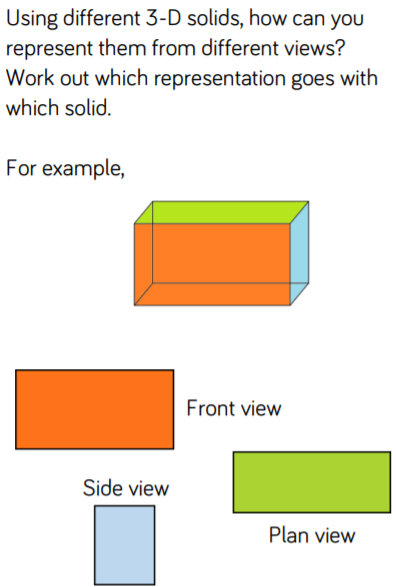 Using different 3-D solids, how can you
represent them from different views?
Work out which representation goes with
which solid.
For example,
Front view
Side view
Plan view